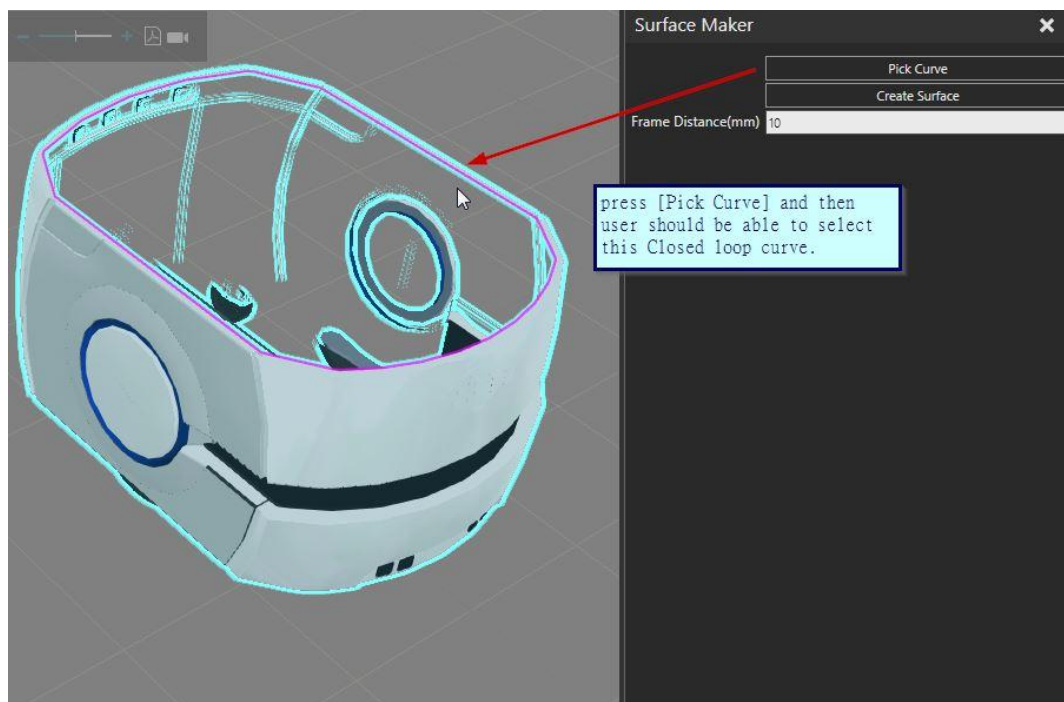 Surface Maker
Pick Curve
Create Surface
Frame Distance(mm) 10
press [Pick Curve] and then
user should be able to select
this Closed loop curve.